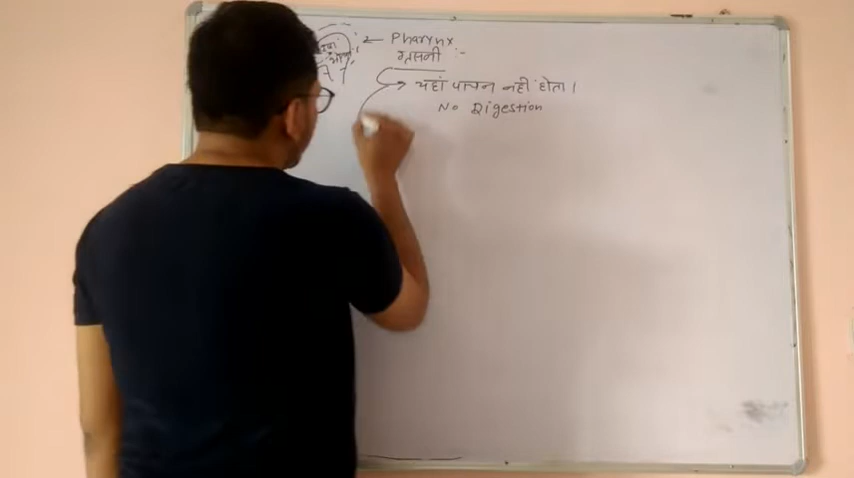 Pharynx
ग्रसनी :-
यहां पाचन नहीं होता ।
No Digestion